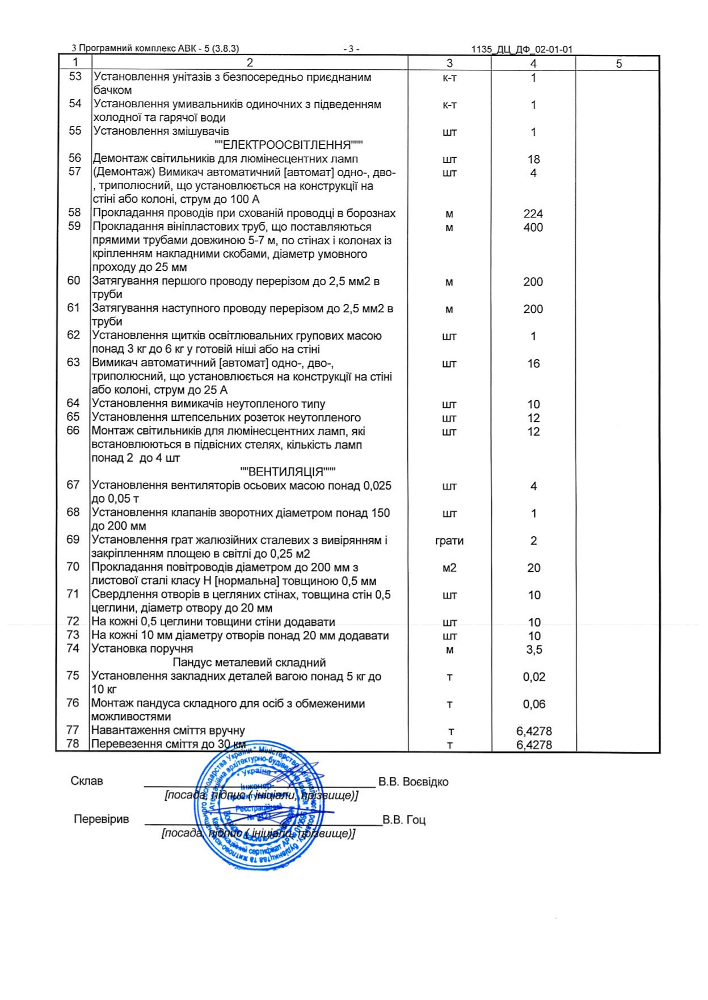 3 Програмний комплекс АВК - 5 (3.8.3) - 3 - 1135_ДЦ_ДФ_02-01-01
1 2 3 4 5
53 Установлення унітазів з безпосередньо приєднаним к-т 1
бачком
54 Установлення умивальників одиночних з підведенням к-т 1
холодної та гарячої води
55 Установлення змішувачів шт 1
""ЕЛЕКТРООСВІТЛЕННЯ"""
56 Демонтаж світильників для люмінесцентних ламп шт 18
57 (Демонтаж) Вимикач автоматичний [автомат] одно-, дво- шт 4
, триполюсний, що установлюється на конструкції на
стіні або колоні, струм до 100 А
58 Прокладання проводів при схованій проводці в борознах м 224
59 Прокладання вініпластових труб, що поставляються м 400
прямими трубами довжиною 5-7 м, по стінах і колонах із
кріпленням накладними скобами, діаметр умовного
проходу до 25 мм
60 Затягування першого проводу перерізом до 2,5 мм2 в м 200
труби
61 Затягування наступного проводу перерізом до 2,5 мм2 в м 200
труби
62 Установлення щитків освітлювальних групових масою шт 1
понад 3 кг до 6 кг у готовій ніші або на стіні
63 Вимикач автоматичний [автомат] одно-, дво-, шт 16
триполюсний, що установлюється на конструкції на стіні
або колоні, струм до 25 А
64 Установлення вимикачів неутопленого типу шт 10
65 Установлення штепсельних розеток неутопленого шт 12
66 Монтаж світильників для люмінесцентних ламп, які шт 12
встановлюються в підвісних стелях, кількість ламп
понад 2 до 4 шт
""ВЕНТИЛЯЦІЯ"""
67 Установлення вентиляторів осьових масою понад 0,025 шт 4
до 0,05 т
68 Установлення клапанів зворотних діаметром понад 150 шт 1
до 200 мм
69 Установлення грат жалюзійних сталевих з вивірянням і грати 2
закріпленням площею в світлі до 0,25 м2
70 Прокладання повітроводів діаметром до 200 мм з м2 20
листової сталі класу Н [нормальна] товщиною 0,5 мм
71 Свердлення отворів в цегляних стінах, товщина стін 0,5 шт 10
цеглини, діаметр отвору до 20 мм
72 На кожні 0,5 цеглини товщини стіни додавати шт 10
73 На кожні 10 мм діаметру отворів понад 20 мм додавати шт 10
74 Установка поручня м 3,5
Пандус металевий складний
75 Установлення закладних деталей вагою понад 5 кг до т 0,02
10 кг
76 Монтаж пандуса складного для осіб з обмеженими т 0,06
можливостями
77 Навантаження сміття вручну т 6,4278
78 Перевезення сміття до 30 км т 6,4278
Склав В.В. Воєвідко
[посада, підпис ( ініціали, прізвище)]
Перевірив В.В. Гоц
[посада, підпис ( ініціали, прізвище)]
* Україна *
Інженер-
проектувальник
Реєстраційний